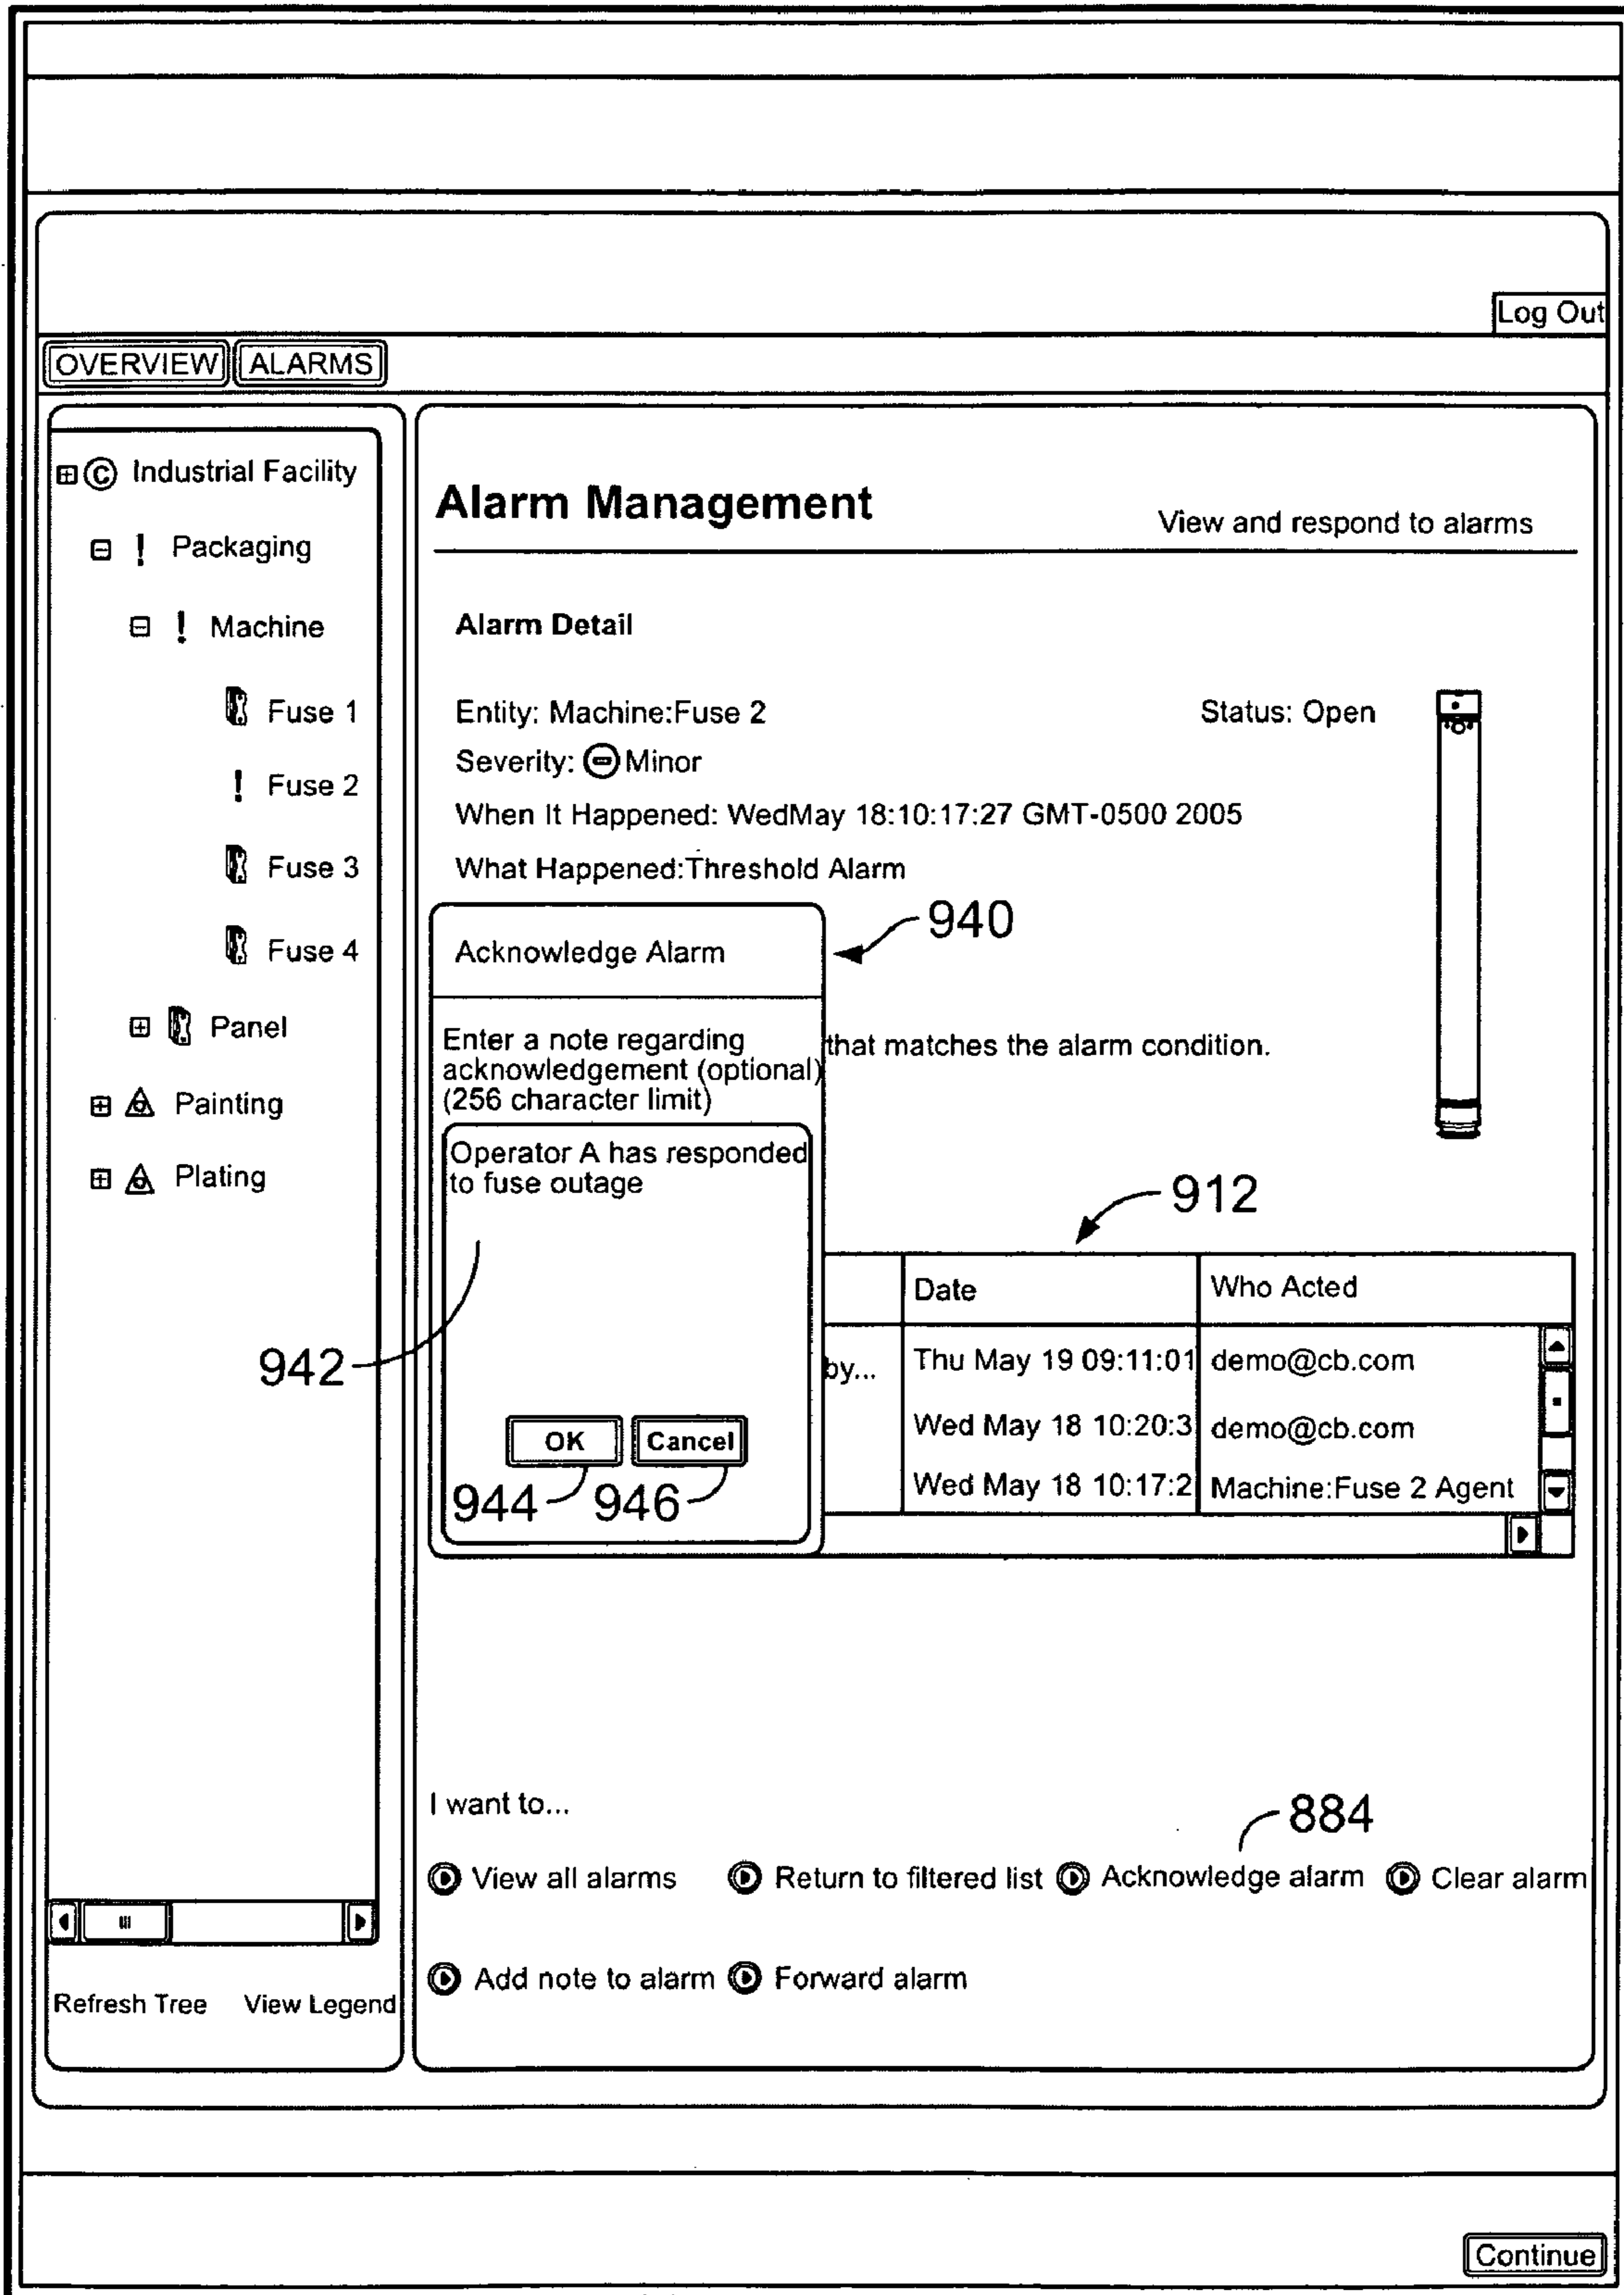 Log Out
OVERVIEW ALARMS
Industrial Facility
Packaging
Machine
Fuse 1
Fuse 2
Fuse 3
Fuse 4
Panel
Painting
Plating
Refresh Tree View Legend
Alarm Management
View and respond to alarms
Alarm Detail
Entity: Machine:Fuse 2
Status: Open
Severity: Minor
When It Happened: WedMay 18:10:17:27 GMT-0500 2005
What Happened:Threshold Alarm
940
Acknowledge Alarm
Enter a note regarding
acknowledgement (optional)
(256 character limit)
that matches the alarm condition.
Operator A has responded
to fuse outage
942
OK Cancel
944 946
912
Date Who Acted
by... Thu May 19 09:11:01 demo@cb.com
Wed May 18 10:20:3 demo@cb.com
Wed May 18 10:17:2 Machine:Fuse 2 Agent
I want to...
884
View all alarms Return to filtered list Acknowledge alarm Clear alarm
Add note to alarm Forward alarm
Continue